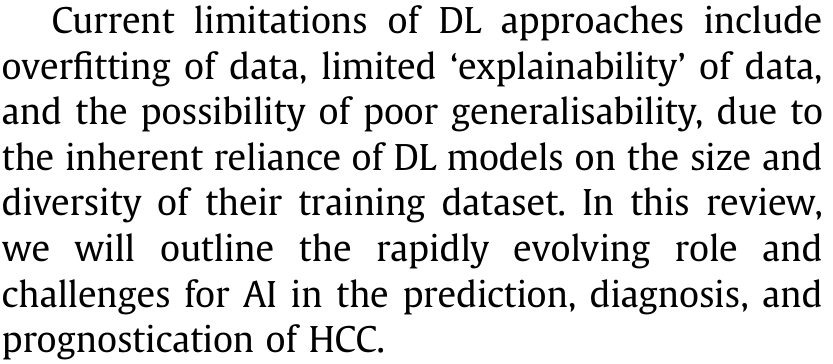 Current limitations of DL approaches include
overfitting of data, limited ‘explainability’ of data,
and the possibility of poor generalisability, due to
the inherent reliance of DL models on the size and
diversity of their training dataset. In this review,
we will outline the rapidly evolving role and
challenges for AI in the prediction, diagnosis, and
prognostication of HCC.